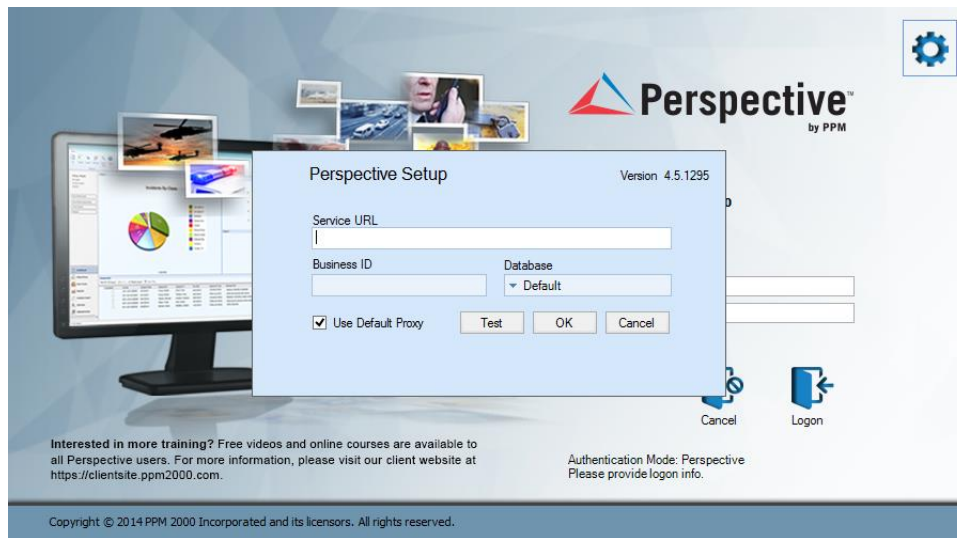 Perspective™
by PPM
Perspective Setup
Version 4.5.1295
Service URL
Business ID
Database
Default
Use Default Proxy
Test
OK
Cancel
Cancel
Logon
Interested in more training? Free videos and online courses are available to
all Perspective users. For more information, please visit our client website at
https://clientsite.ppm2000.com.
Authentication Mode: Perspective
Please provide logon info.
Copyright © 2014 PPM 2000 Incorporated and its licensors. All rights reserved.